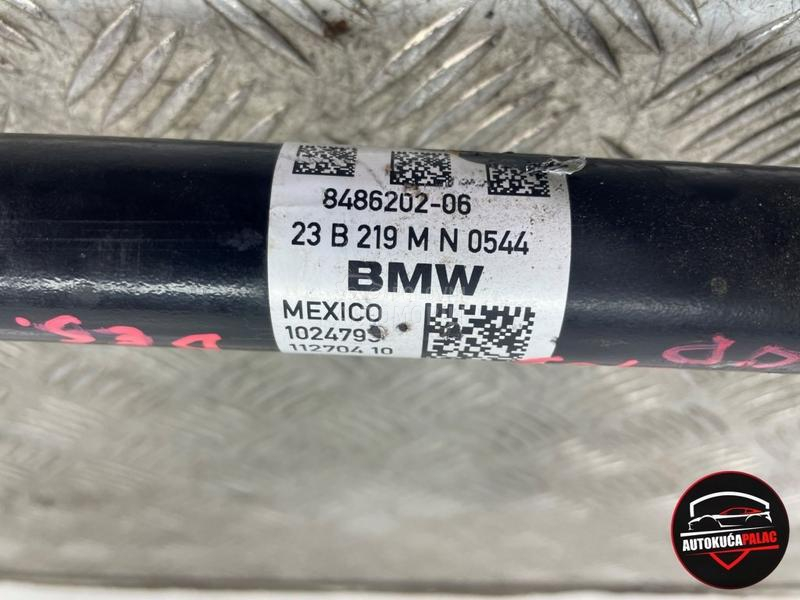 8486202-06
23 B 219 M N 0544
BMW
MEXICO
1024793
112704 10
AUTOKUĆAPALAC